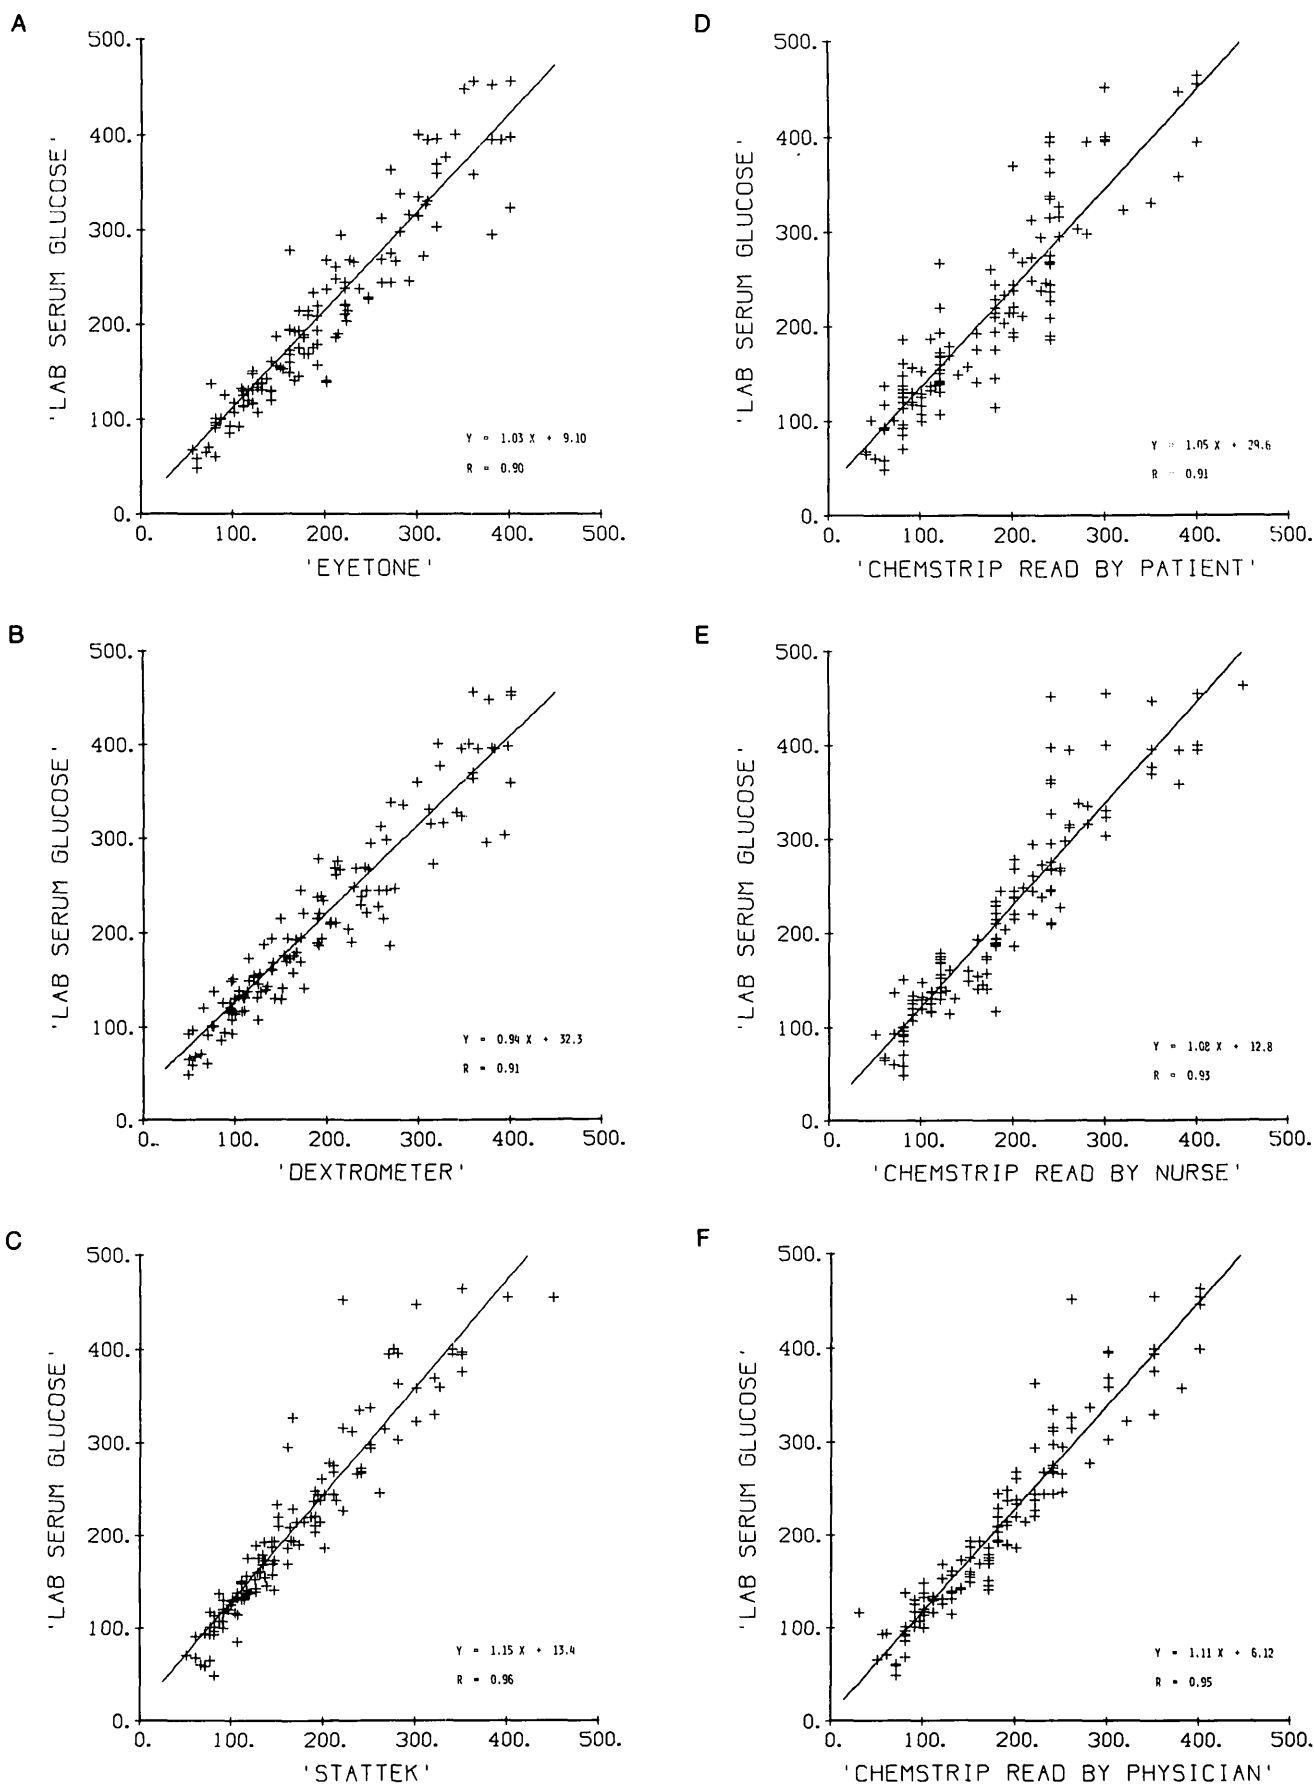 A
500.
400.
300.
200.
100.
0.
0. 100. 200. 300. 400. 500.
'LAB SERUM GLUCOSE'
'EYETONE'
Y = 1.03 X + 9.10
R = 0.90
B
500.
400.
300.
200.
100.
0.
0. 100. 200. 300. 400. 500.
'LAB SERUM GLUCOSE'
'DEXTROMETER'
Y = 0.94 X + 32.3
R = 0.91
C
500.
400.
300.
200.
100.
0.
0. 100. 200. 300. 400. 500.
'LAB SERUM GLUCOSE'
'STATTEK'
Y = 1.15 X + 13.4
R = 0.96
D
500.
400.
300.
200.
100.
0.
0. 100. 200. 300. 400. 500.
'LAB SERUM GLUCOSE'
'CHEMSTRIP READ BY PATIENT'
Y = 1.05 X + 29.6
R = 0.91
E
500.
400.
300.
200.
100.
0.
0. 100. 200. 300. 400. 500.
'LAB SERUM GLUCOSE'
'CHEMSTRIP READ BY NURSE'
Y = 1.08 X + 12.8
R = 0.93
F
500.
400.
300.
200.
100.
0.
0. 100. 200. 300. 400. 500.
'LAB SERUM GLUCOSE'
'CHEMSTRIP READ BY PHYSICIAN'
Y = 1.11 X + 6.12
R = 0.95